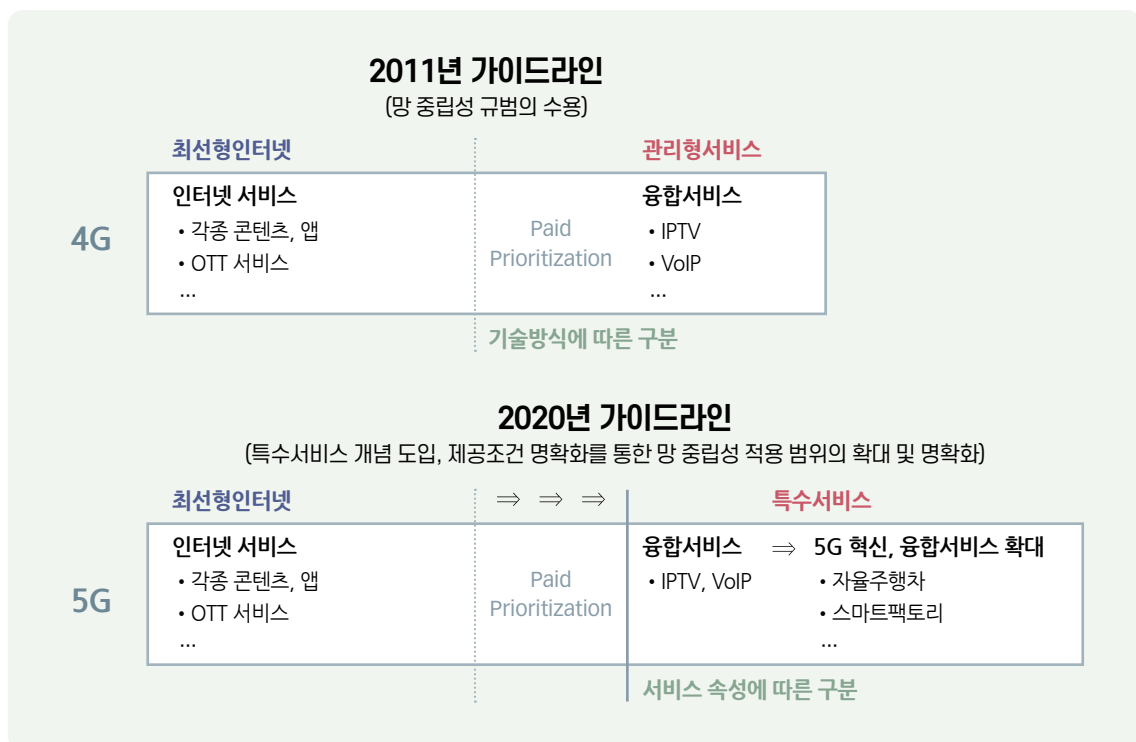 2011년 가이드라인
(망 중립성 규범의 수용)
최선형인터넷 관리형서비스
4G
인터넷 서비스
• 각종 콘텐츠, 앱
• OTT 서비스
...
Paid
Prioritization
융합서비스
• IPTV
• VoIP
...
기술방식에 따른 구분
2020년 가이드라인
(특수서비스 개념 도입, 제공조건 명확화를 통한 망 중립성 적용 범위의 확대 및 명확화)
최선형인터넷 ⇒ ⇒ ⇒ 특수서비스
5G
인터넷 서비스
• 각종 콘텐츠, 앱
• OTT 서비스
...
Paid
Prioritization
융합서비스 ⇒ 5G 혁신, 융합서비스 확대
• IPTV, VoIP
• 자율주행차
• 스마트팩토리
...
서비스 속성에 따른 구분